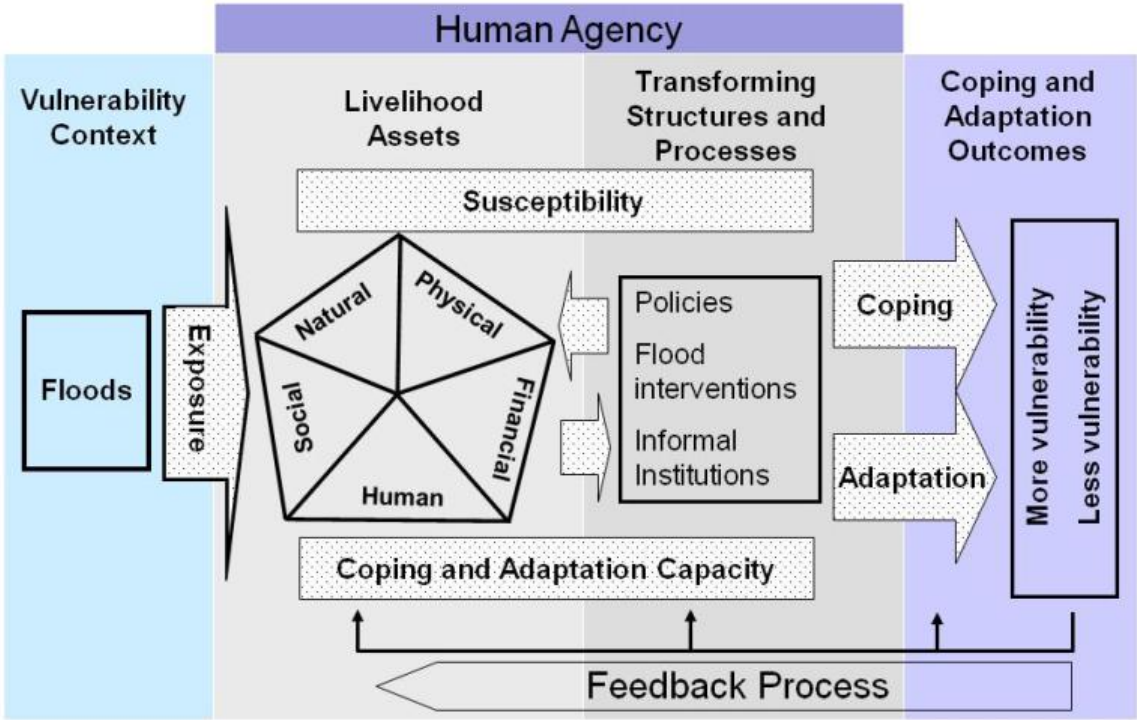 Human Agency
Vulnerability
Context
Livelihood
Assets
Transforming
Structures and
Processes
Coping and
Adaptation
Outcomes
Susceptibility
Floods
Exposure
Natural
Physical
Social
Financial
Human
Policies
Flood
interventions
Informal
Institutions
Coping
Adaptation
More vulnerability
Less vulnerability
Coping and Adaptation Capacity
Feedback Process